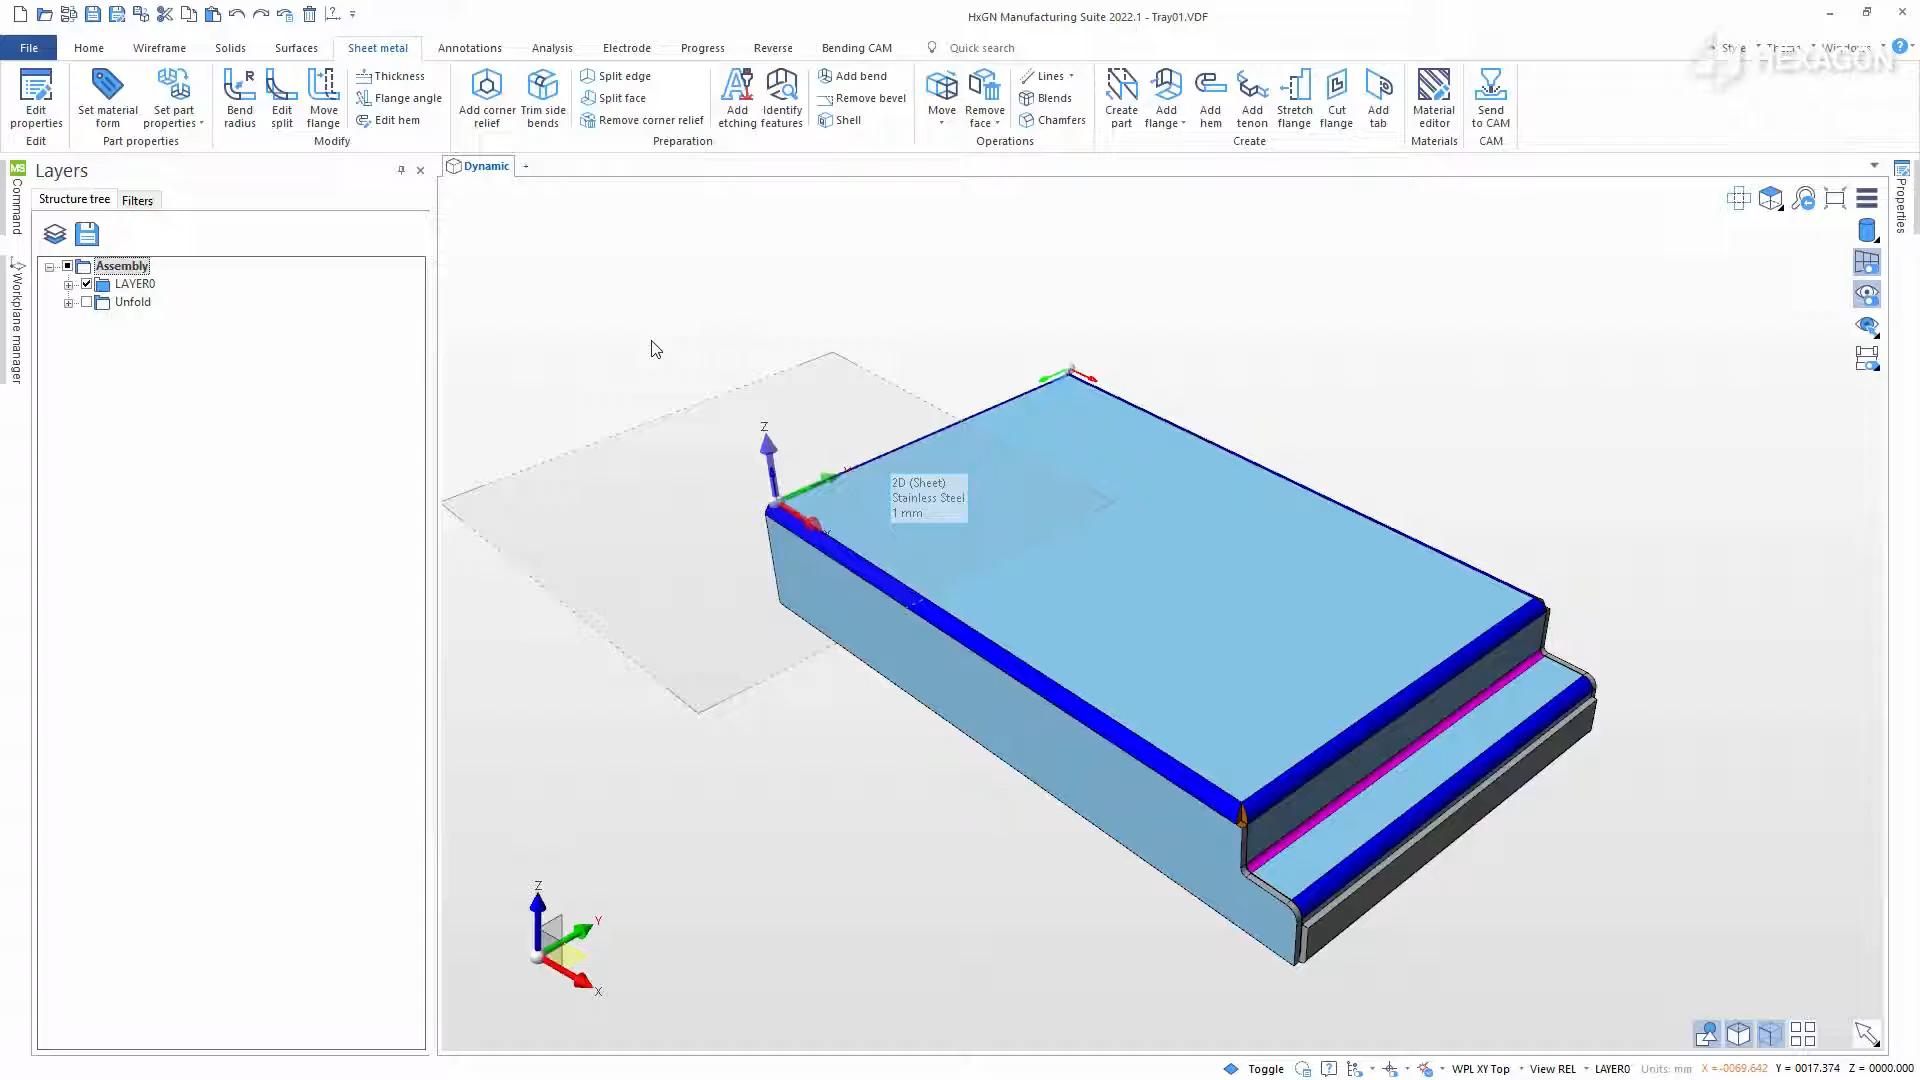 HxGN Manufacturing Suite 2022.1 - Tray01.VDF
File Home Wireframe Solids Surfaces Sheet metal Annotations Analysis Electrode Progress Reverse Bending CAM Quick search Style Windows
HEXAGON
Edit properties
Edit
Set material form
Set part properties
Part properties
Bend radius
Edit split
Move flange
Thickness
Flange angle
Edit hem
Modify
Add corner relief
Trim side bends
Split edge
Split face
Remove corner relief
Add etching
Identify features
Add bend
Remove bevel
Shell
Preparation
Move
Remove face
Lines
Blends
Chamfers
Operations
Create part
Add flange
Add hem
Add tenon
Stretch flange
Cut flange
Add tab
Create
Material editor
Materials
Send to CAM
CAM
MS
Command
Workplane manager
Layers
Structure tree
Filters
Assembly
LAYER0
Unfold
Dynamic
+
Properties
Z
2D (Sheet)
Stainless Steel
1 mm
Z
Y
X
Toggle WPL XY Top View REL LAYER0 Units: mm X =-0069.642 Y = 0017.374 Z = 0000.000